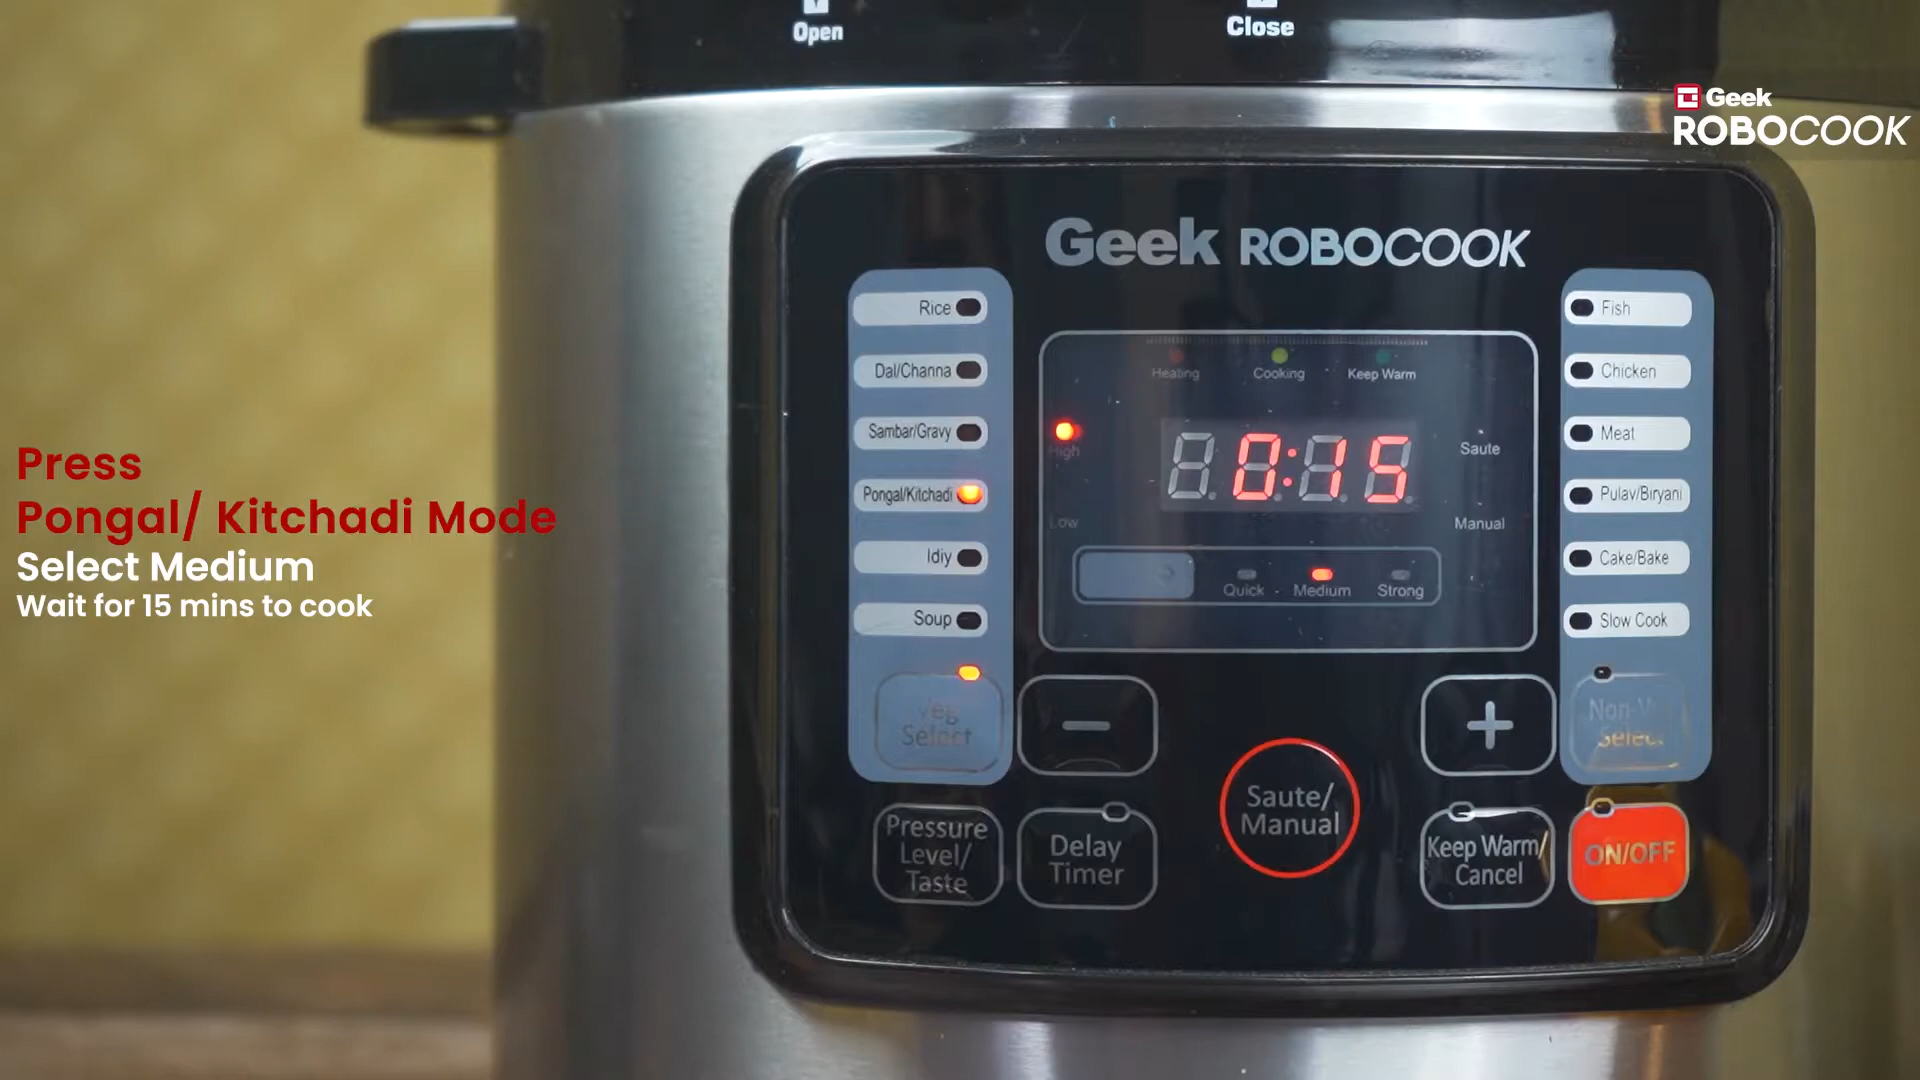 Open
Close
Geek
ROBOCOOK
Geek ROBOCOOK
Rice
Dal/Channa
Sambar/Gravy
Pongal/Kitchadi
Idiy
Soup
Veg
Select
Heating
Cooking
Keep Warm
High
Low
0:15
Saute
Manual
Quick - Medium Strong
Fish
Chicken
Meat
Pulav/Biryani
Cake/Bake
Slow Cook
Select
Pressure
Level/
Taste
Delay
Timer
Saute/
Manual
Keep Warm/
Cancel
ON/OFF
Press
Pongal/ Kitchadi Mode
Select Medium
Wait for 15 mins to cook